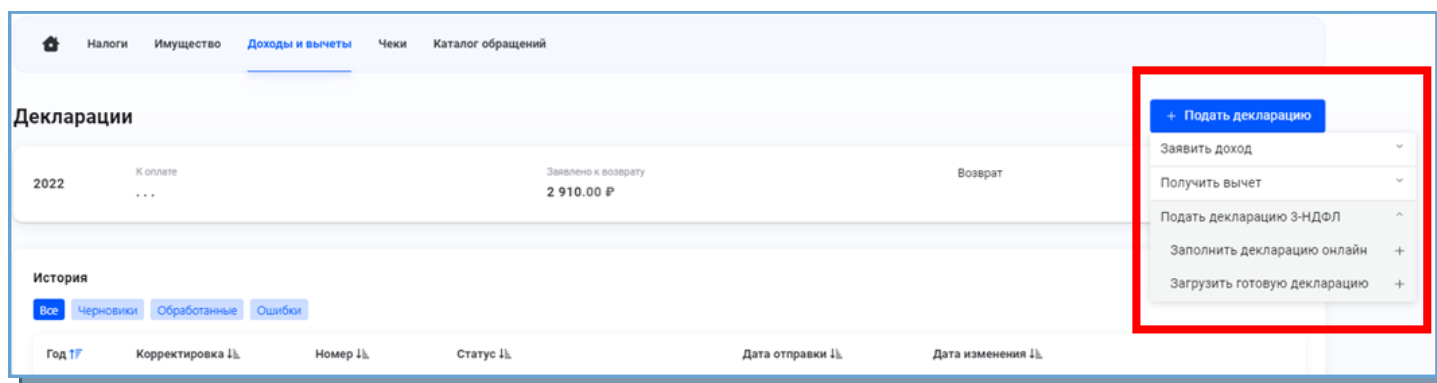 Налоги Имущество Доходы и вычеты Чеки Каталог обращений
Декларации
+ Подать декларацию
Заявить доход
Получить вычет
Подать декларацию 3-НДФЛ
Заполнить декларацию онлайн +
Загрузить готовую декларацию +
2022
К оплате
...
Заявлено к возврату
2 910.00 ₽
Возврат
История
Все Черновики Обработанные Ошибки
Год Корректировка Номер Статус Дата отправки Дата изменения